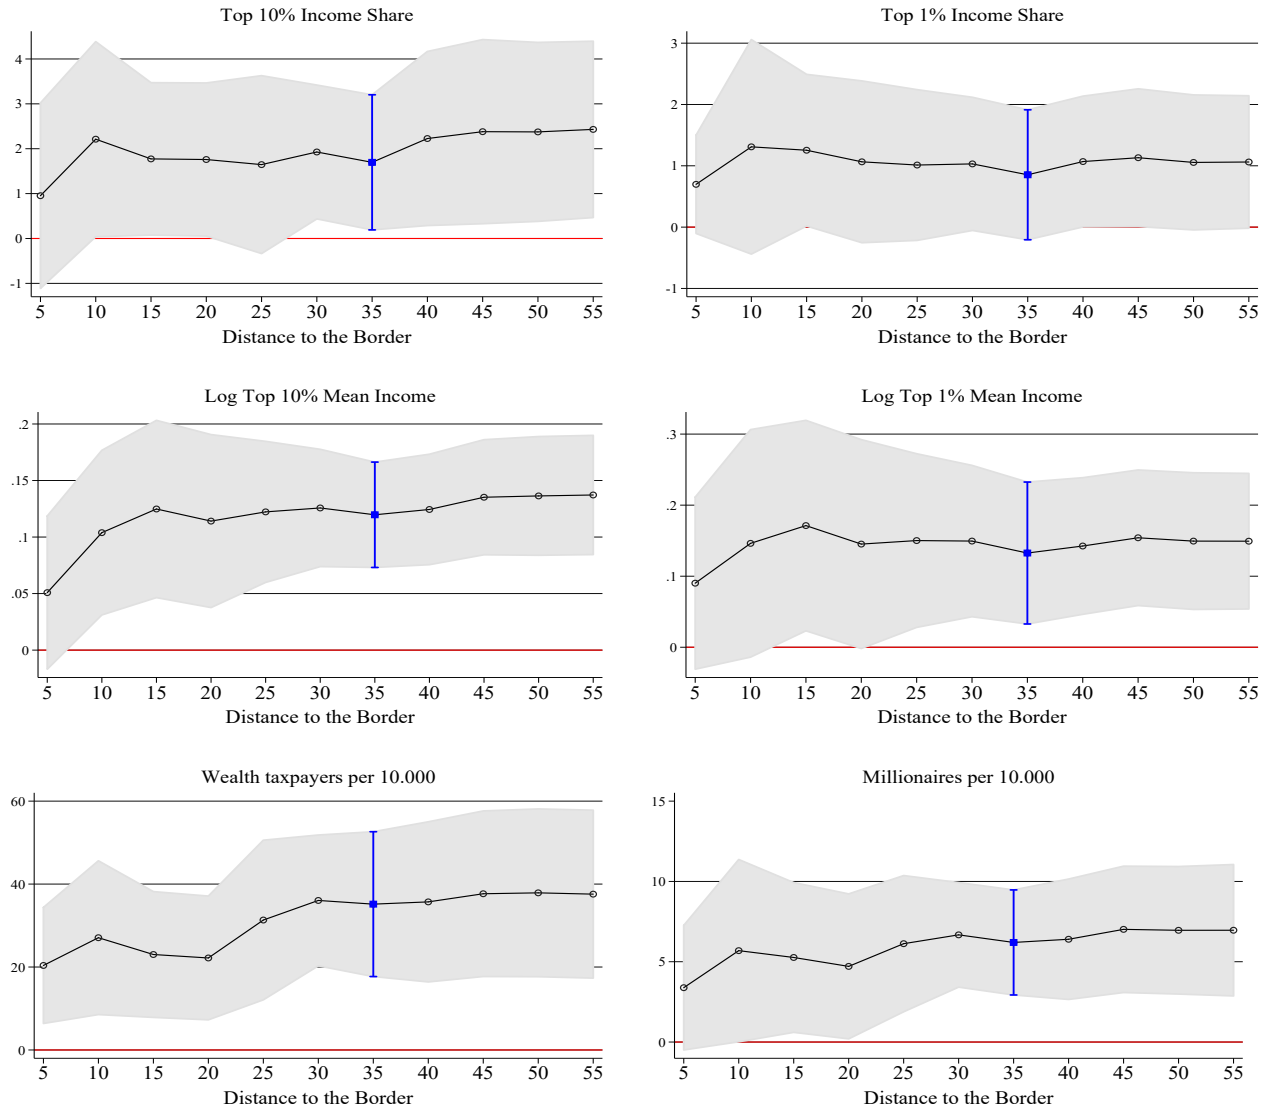 Top 10% Income Share
4
3
2
1
0
-1
5 10 15 20 25 30 35 40 45 50 55
Distance to the Border
Top 1% Income Share
3
2
1
0
-1
5 10 15 20 25 30 35 40 45 50 55
Distance to the Border
Log Top 10% Mean Income
.2
.15
.1
.05
0
5 10 15 20 25 30 35 40 45 50 55
Distance to the Border
Log Top 1% Mean Income
.3
.2
.1
0
5 10 15 20 25 30 35 40 45 50 55
Distance to the Border
Wealth taxpayers per 10.000
60
40
20
0
5 10 15 20 25 30 35 40 45 50 55
Distance to the Border
Millionaires per 10.000
15
10
5
0
5 10 15 20 25 30 35 40 45 50 55
Distance to the Border